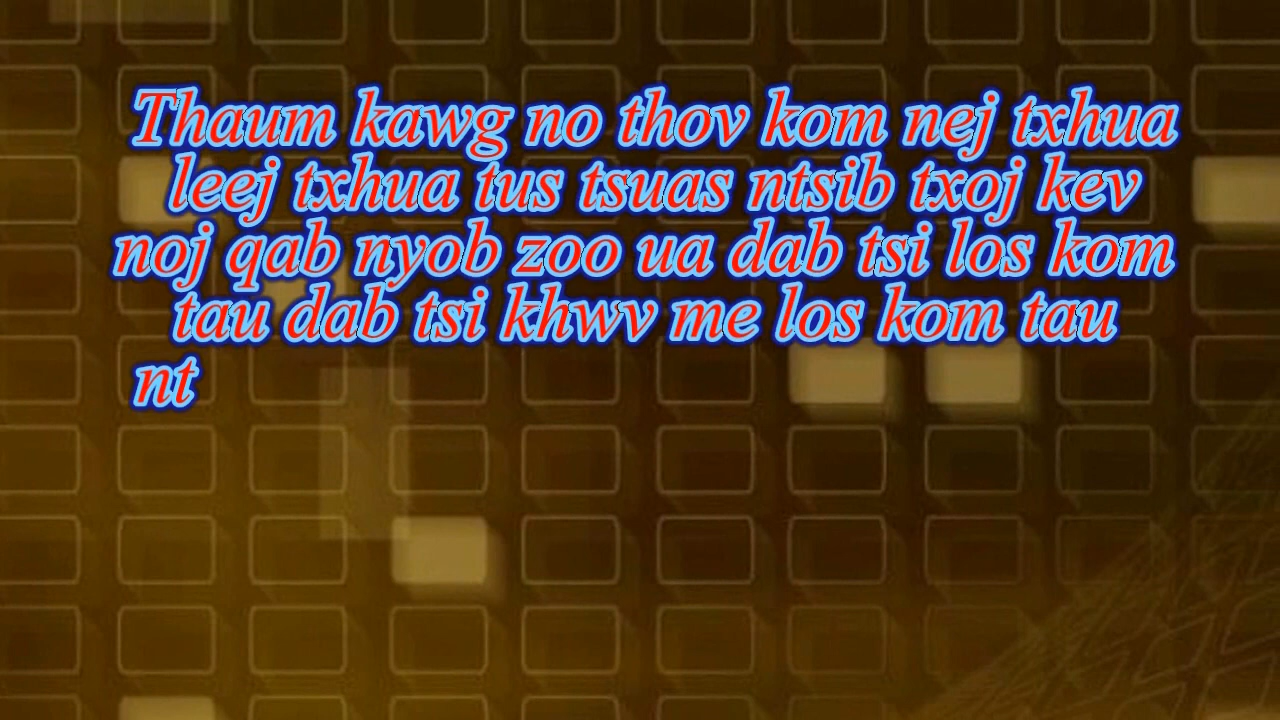 Thaum kawg no thov kom nej txhua
leej txhua tus tsuas ntsib txoj kev
noj qab nyob zoo ua dab tsi los kom
tau dab tsi khwv me los kom tau
nt